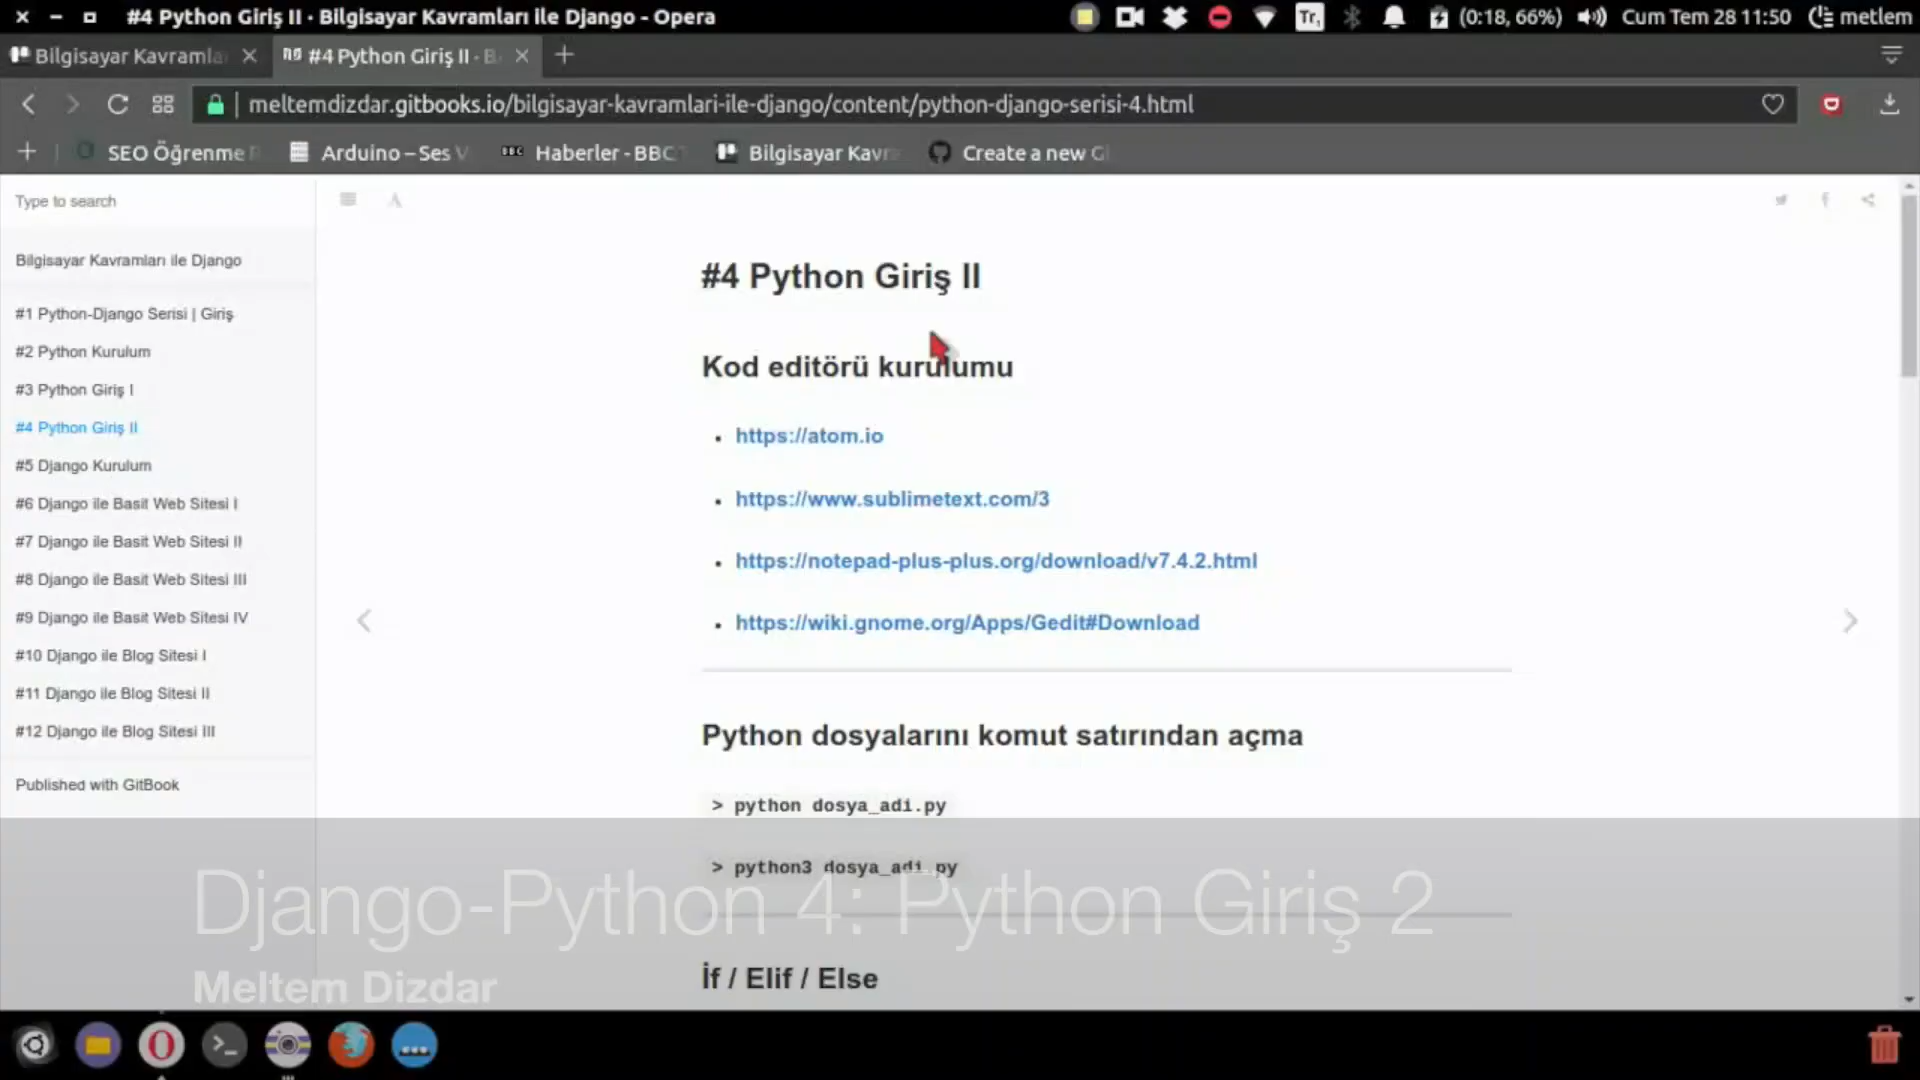 #4 Python Giriş II · Bilgisayar Kavramları ile Django - Opera
Tr1
(0:18, 66%)
Cum Tem 28 11:50
metlem
Bilgisayar Kavramla
#4 Python Giriş II · B
meltemdizdar.gitbooks.io/bilgisayar-kavramlari-ile-django/content/python-django-serisi-4.html
SEO Öğrenme
Arduino – Ses V
BBC
Haberler - BBC
Bilgisayar Kavr
Create a new G
Type to search
A
Bilgisayar Kavramları ile Django
#1 Python-Django Serisi | Giriş
#2 Python Kurulum
#3 Python Giriş I
#4 Python Giriş II
#5 Django Kurulum
#6 Django ile Basit Web Sitesi I
#7 Django ile Basit Web Sitesi II
#8 Django ile Basit Web Sitesi III
#9 Django ile Basit Web Sitesi IV
#10 Django ile Blog Sitesi I
#11 Django ile Blog Sitesi II
#12 Django ile Blog Sitesi III
Published with GitBook
#4 Python Giriş II
Kod editörü kurulumu
https://atom.io
https://www.sublimetext.com/3
https://notepad-plus-plus.org/download/v7.4.2.html
https://wiki.gnome.org/Apps/Gedit#Download
Python dosyalarını komut satırından açma
> python dosya_adi.py
> python3 dosya_adi.py
İf / Elif / Else
Django-Python 4: Python Giriş 2
Meltem Dizdar